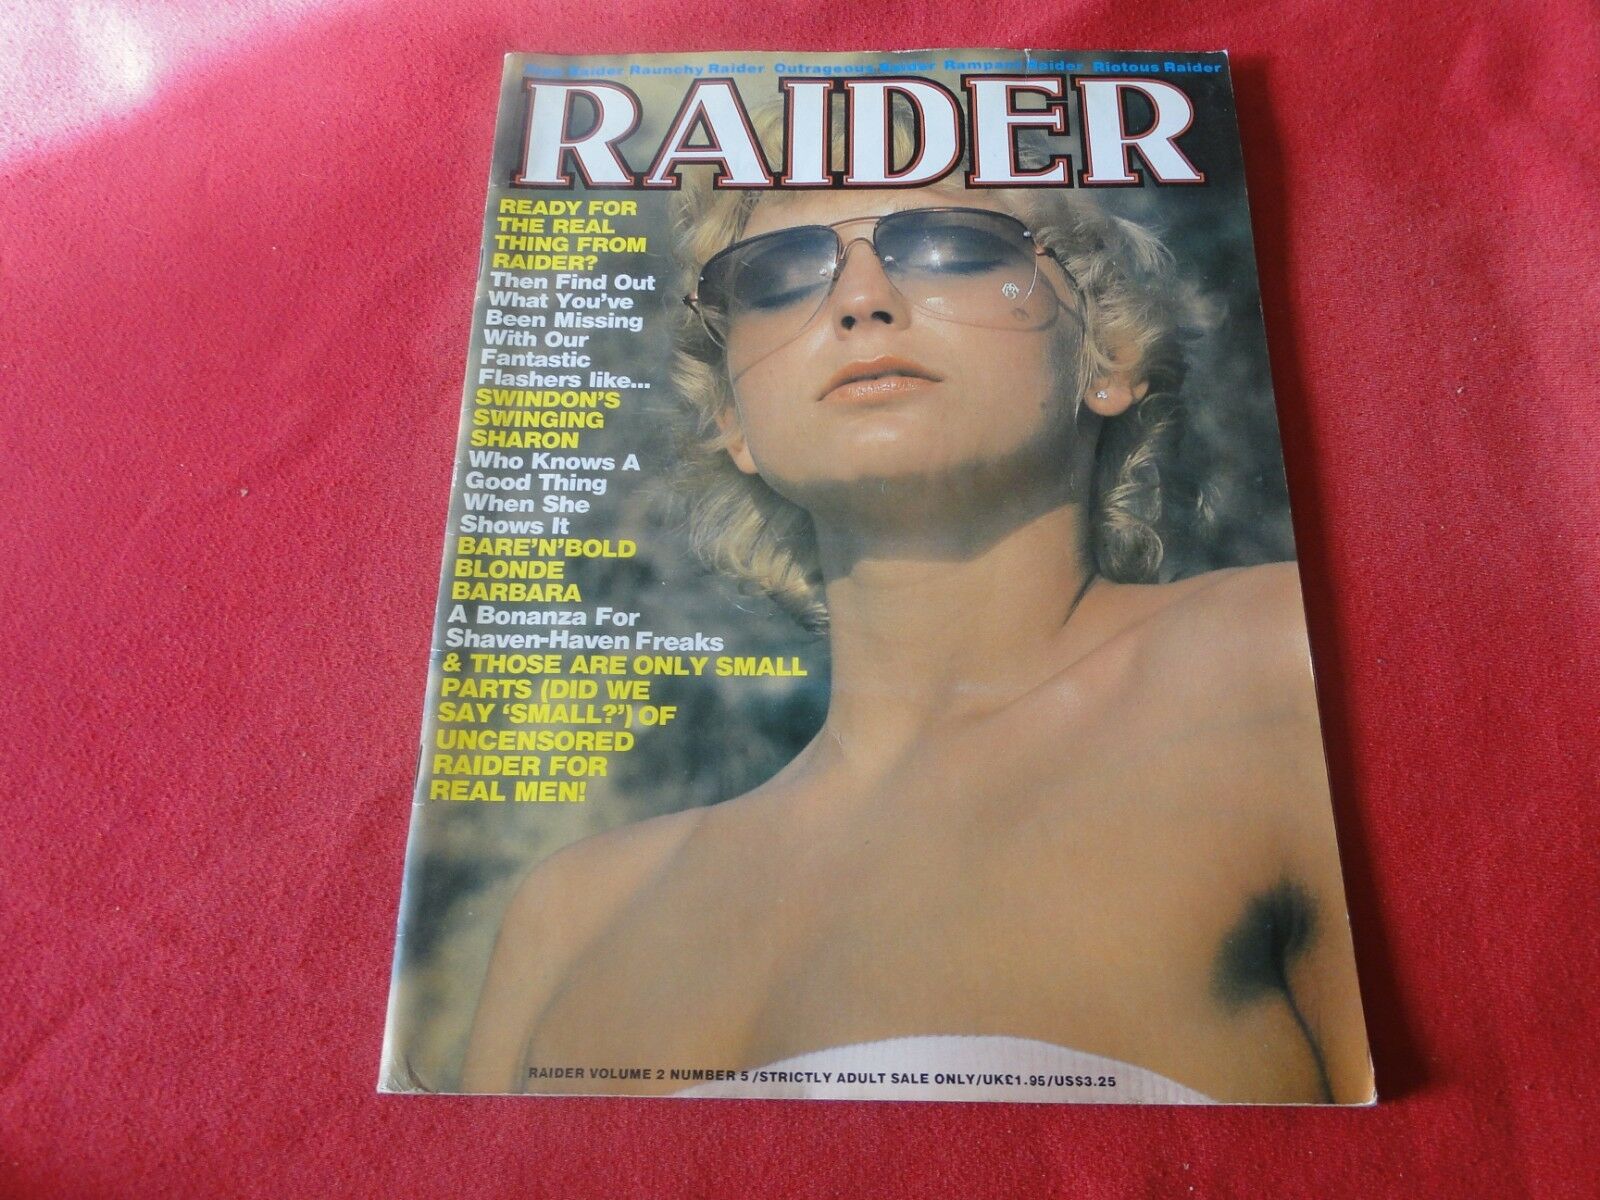 Raider Raunchy Raider Outrageous Raider Rampant Raider Riotous Raider
RAIDER
READY FOR
THE REAL
THING FROM
RAIDER?
Then Find Out
What You've
Been Missing
With Our
Fantastic
Flashers like...
SWINDON'S
SWINGING
SHARON
Who Knows A
Good Thing
When She
Shows It
BARE'N'BOLD
BLONDE
BARBARA
A Bonanza For
Shaven-Haven Freaks
& THOSE ARE ONLY SMALL
PARTS (DID WE
SAY 'SMALL?') OF
UNCENSORED
RAIDER FOR
REAL MEN!
RAIDER VOLUME 2 NUMBER 5/STRICTLY ADULT SALE ONLY/UK£1.95/US$3.25